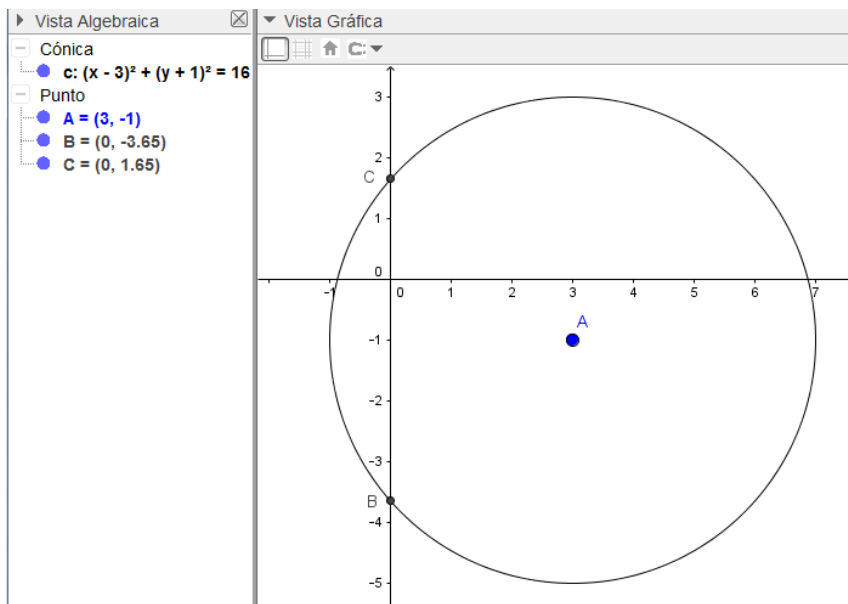 Vista Algebraica
Cónica
c: (x - 3)² + (y + 1)² = 16
Punto
A = (3, -1)
B = (0, -3.65)
C = (0, 1.65)
Vista Gráfica
C:
3
2
C
1
0
-1 0 1 2 3 4 5 6 7
A
-1
-2
-3
B
-4
-5